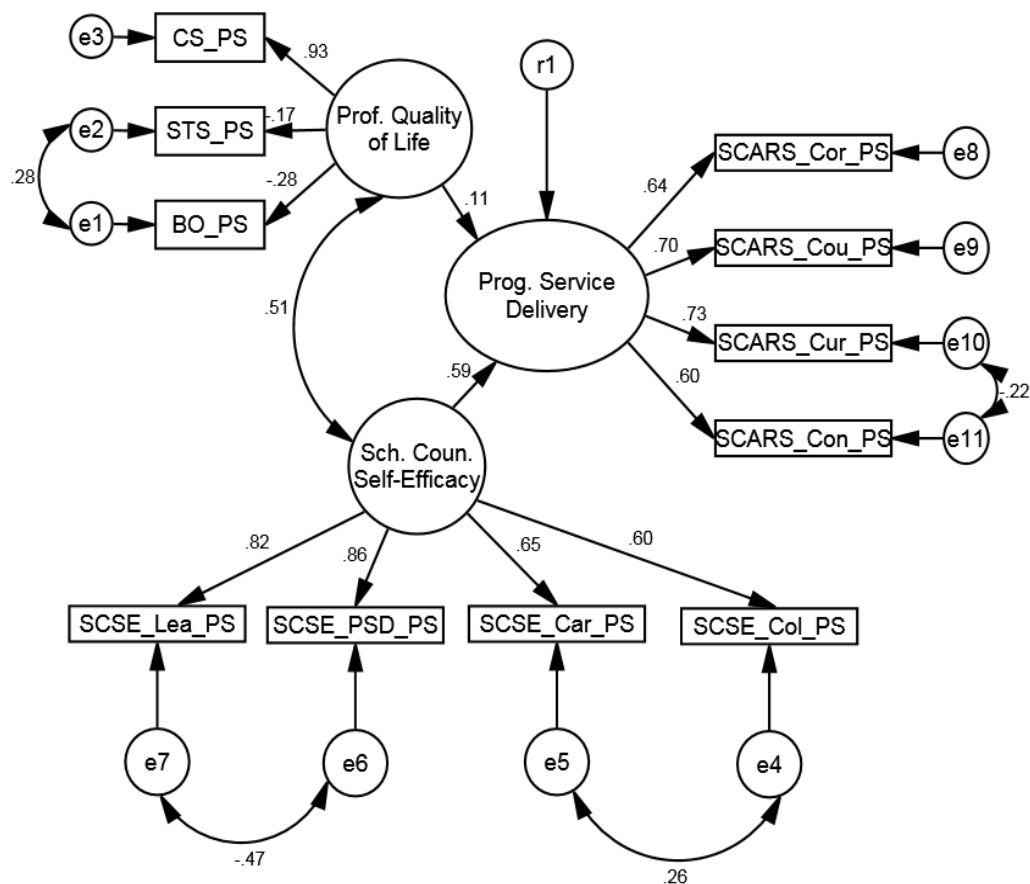 e3
CS_PS
.93
r1
Prof. Quality
of Life
e2
STS_PS
-.17
.28
e1
BO_PS
-.28
.11
SCARS_Cor_PS
e8
.64
SCARS_Cou_PS
e9
.70
Prog. Service
Delivery
.51
.73
SCARS_Cur_PS
e10
.59
.60
-.22
SCARS_Con_PS
e11
Sch. Coun.
Self-Efficacy
.82
.86
.65
.60
SCSE_Lea_PS
SCSE_PSD_PS
SCSE_Car_PS
SCSE_Col_PS
e7
e6
e5
e4
-.47
.26